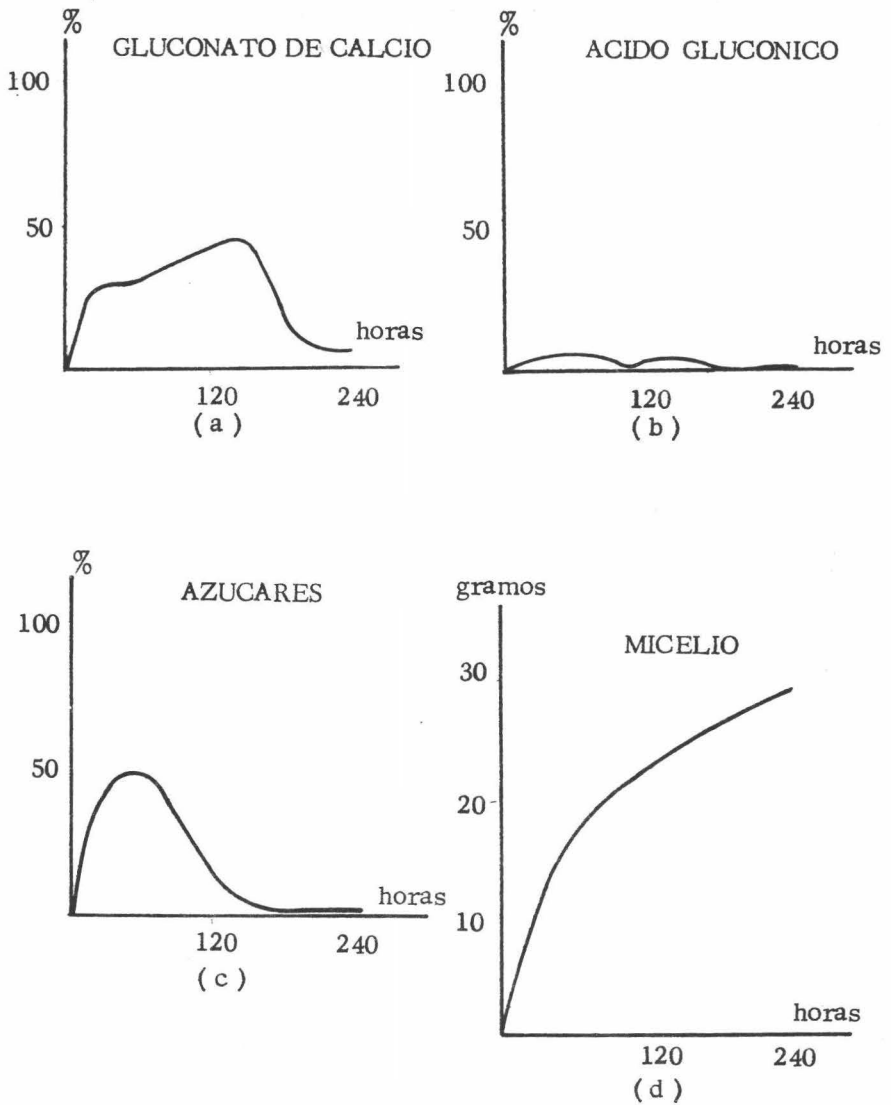 %
GLUCONATO DE CALCIO
100
50
horas
120
240
(a)
%
ACIDO GLUCONICO
100
50
horas
120
240
(b)
%
AZUCARES
100
50
horas
120
240
(c)
gramos
MICELIO
30
20
10
horas
120
240
(d)